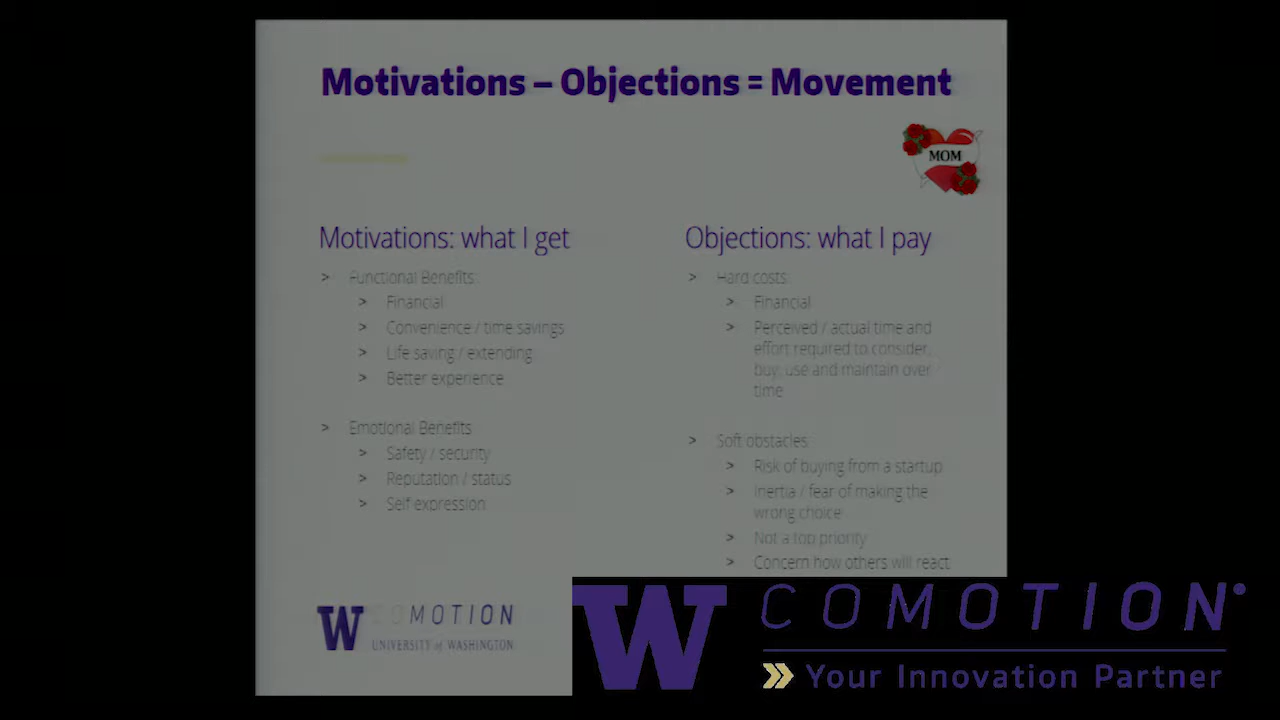 Motivations – Objections = Movement
MOM
Motivations: what I get
> Functional Benefits:
> Financial
> Convenience / time savings
> Life saving / extending
> Better experience
> Emotional Benefits
> Safety / security
> Reputation / status
> Self expression
Objections: what I pay
> Hard costs:
> Financial
> Perceived / actual time and
effort required to consider,
buy, use and maintain over
time
> Soft obstacles:
> Risk of buying from a startup
> Inertia / fear of making the
wrong choice
> Not a top priority
> Concern how others will react
W COMOTION
UNIVERSITY of WASHINGTON
W COMOTION
Your Innovation Partner